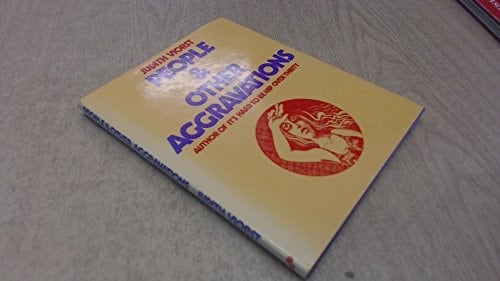 JUDITH VIORST
PEOPLE
&
OTHER
AGGRAVATIONS
AUTHOR OF IT'S HARD TO BE HIP OVER THIRTY
PEOPLE & OTHER AGGRAVATIONS JUDITH VIORST